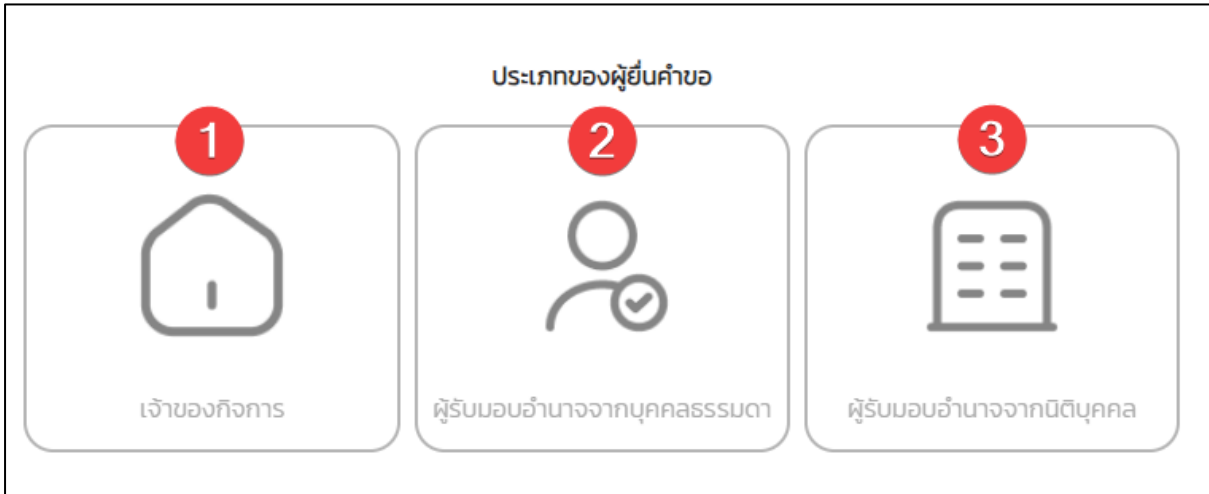 ประเภทของผู้ยื่นคำขอ
1
2
3
เจ้าของกิจการ
ผู้รับมอบอำนาจจากบุคคลธรรมดา
ผู้รับมอบอำนาจจากนิติบุคคล